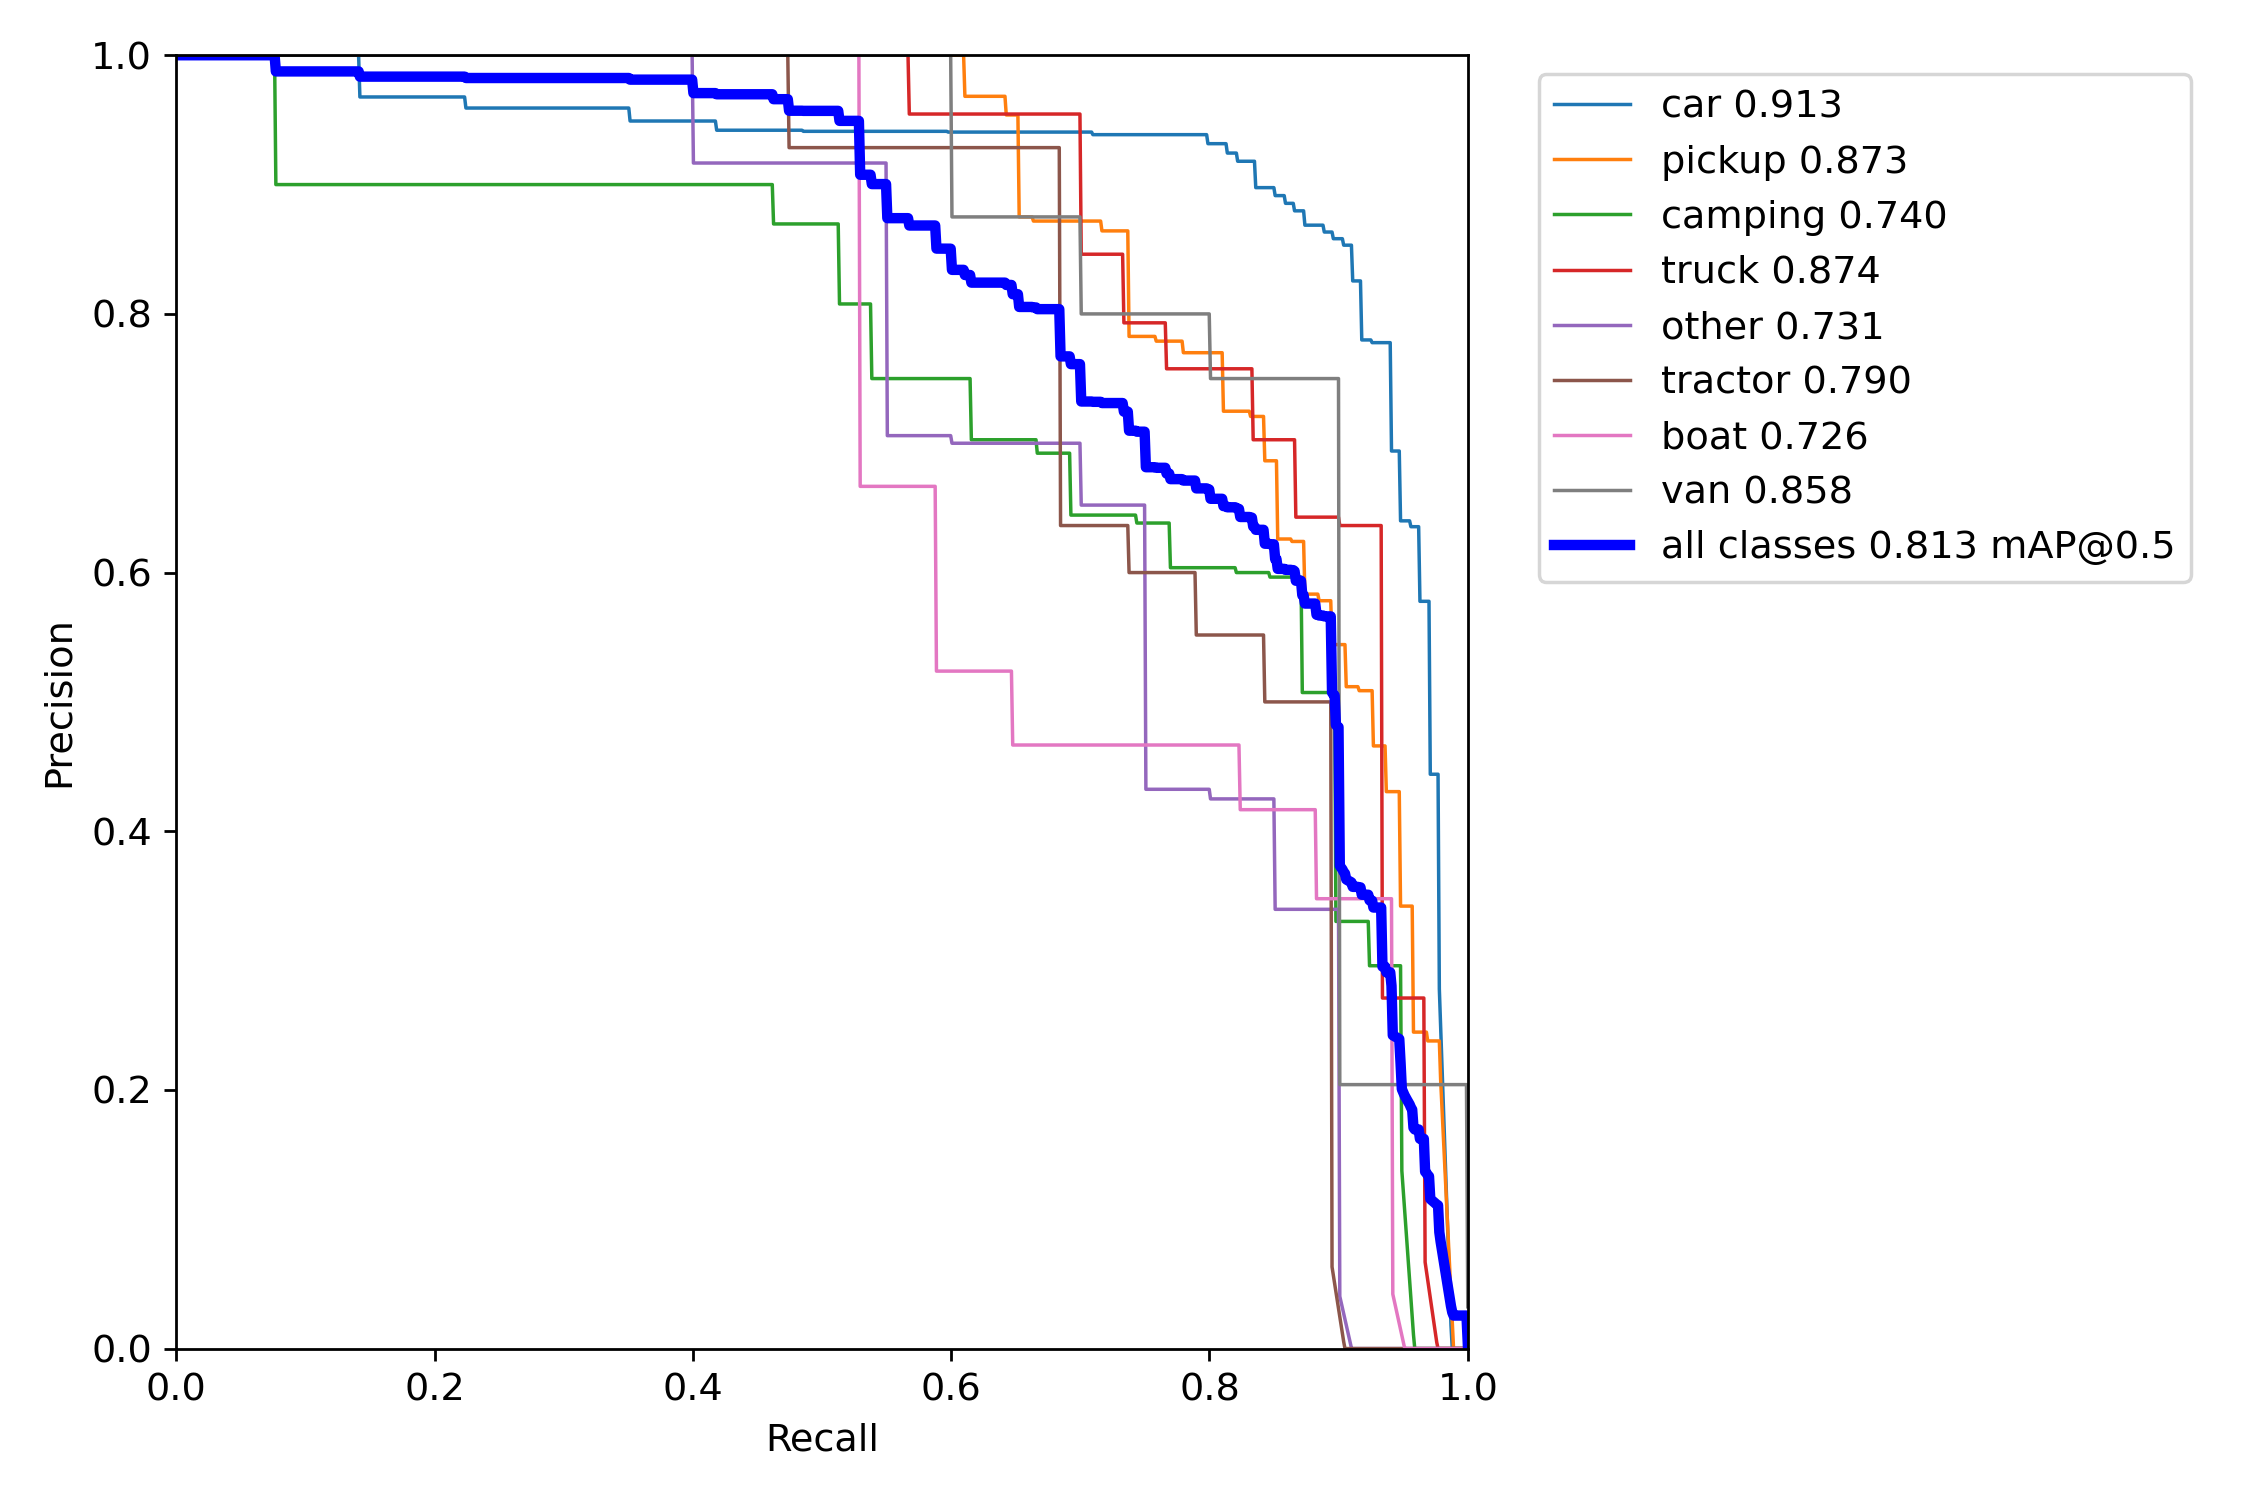 1.0
0.8
0.6
0.4
0.2
0.0
Precision
0.0 0.2 0.4 0.6 0.8 1.0
Recall
car 0.913
pickup 0.873
camping 0.740
truck 0.874
other 0.731
tractor 0.790
boat 0.726
van 0.858
all classes 0.813 mAP@0.5